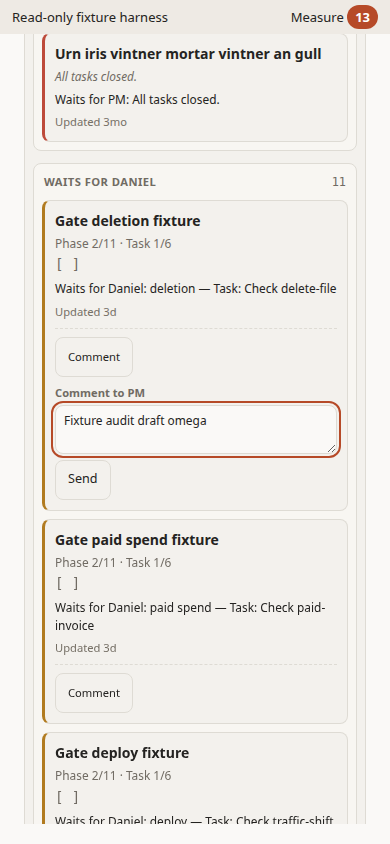 Read-only fixture harness
Measure 13
Urn iris vintner mortar vintner an gull
All tasks closed.
Waits for PM: All tasks closed.
Updated 3mo
WAITS FOR DANIEL 11
Gate deletion fixture
Phase 2/11 · Task 1/6
[ ]
Waits for Daniel: deletion — Task: Check delete-file
Updated 3d
Comment
Comment to PM
Fixture audit draft omega
Send
Gate paid spend fixture
Phase 2/11 · Task 1/6
[ ]
Waits for Daniel: paid spend — Task: Check paid-
invoice
Updated 3d
Comment
Gate deploy fixture
Phase 2/11 · Task 1/6
[ ]
Waits for Daniel: deploy — Task: Check traffic-shift